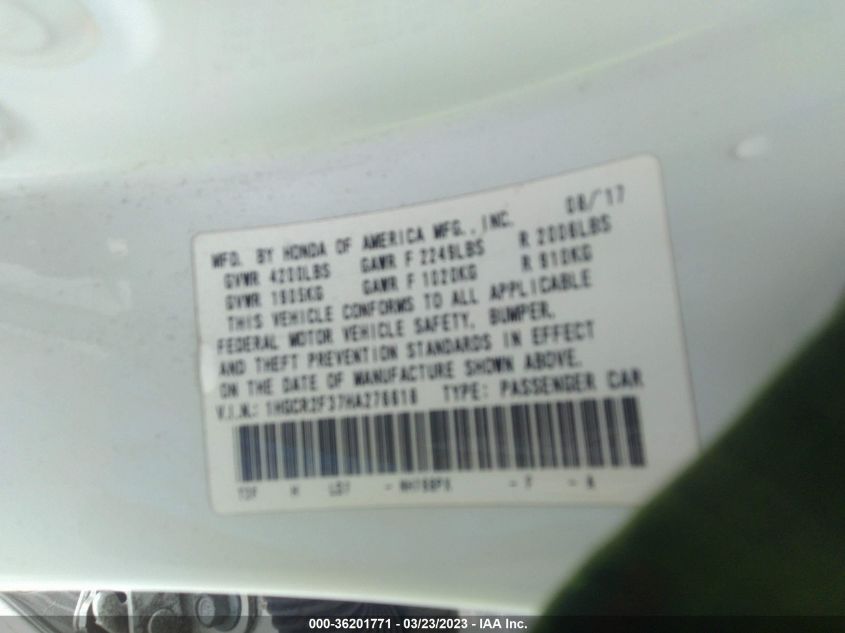 MFD. BY HONDA OF AMERICA MFG., INC. 08/'17
GVWR 4200LBS GAWR F 2249LBS R 2006LBS
GVWR 1905KG GAWR F 1020KG R 910KG
THIS VEHICLE CONFORMS TO ALL APPLICABLE
FEDERAL MOTOR VEHICLE SAFETY, BUMPER,
AND THEFT PREVENTION STANDARDS IN EFFECT
ON THE DATE OF MANUFACTURE SHOWN ABOVE.
V.I.N.: TYPE: PASSENGER CAR
H
000-36201771 - 03/23/2023 - IAA Inc.